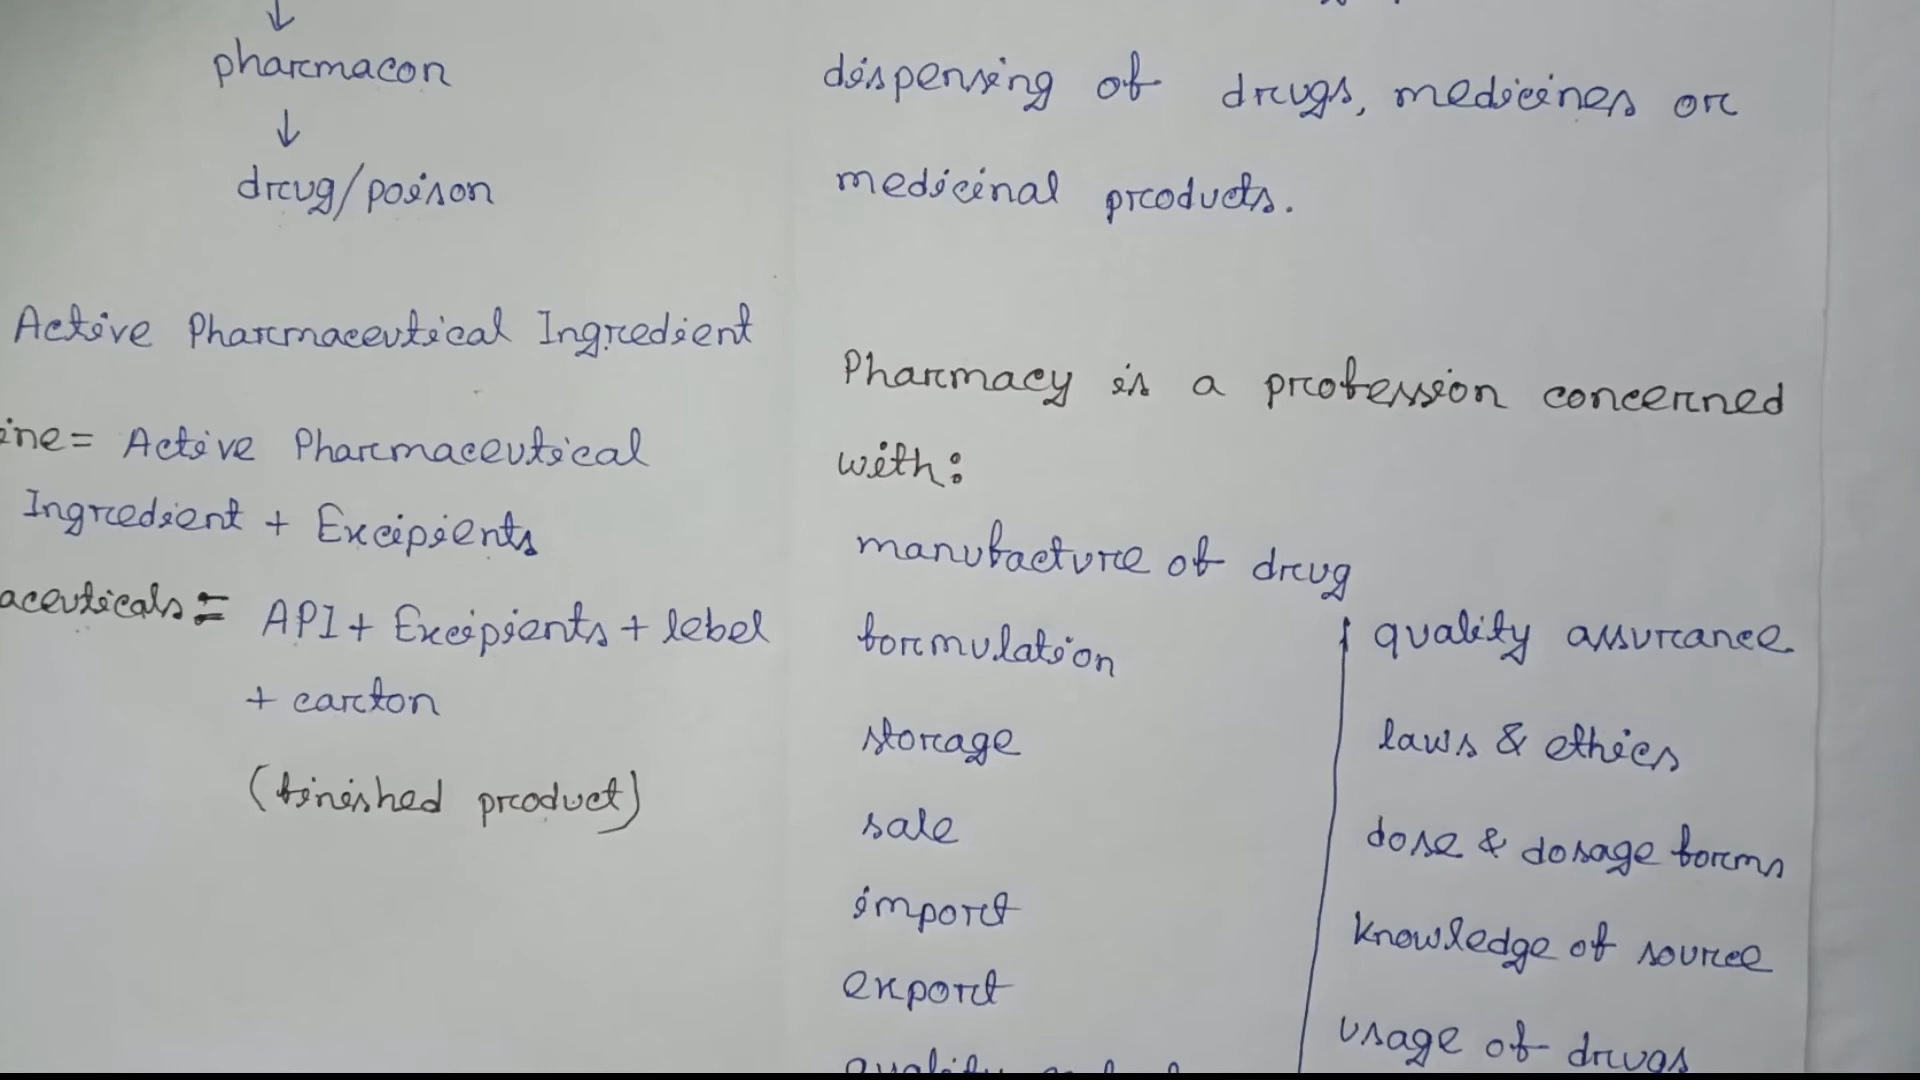 pharmacon
drug/poison
Active Pharmaceutical Ingredient
ine = Active Pharmaceutical
Ingredient + Excipients
aceuticals = API + Excipients + lebel
+ carton
(finished product)
dispensing of drugs, medicines or
medicinal products.
Pharmacy is a profession concerned
with:
manufacture of drug
formulation
storage
sale
import
export
quality assurance
laws & ethics
dose & dosage forms
knowledge of source
usage of drugs